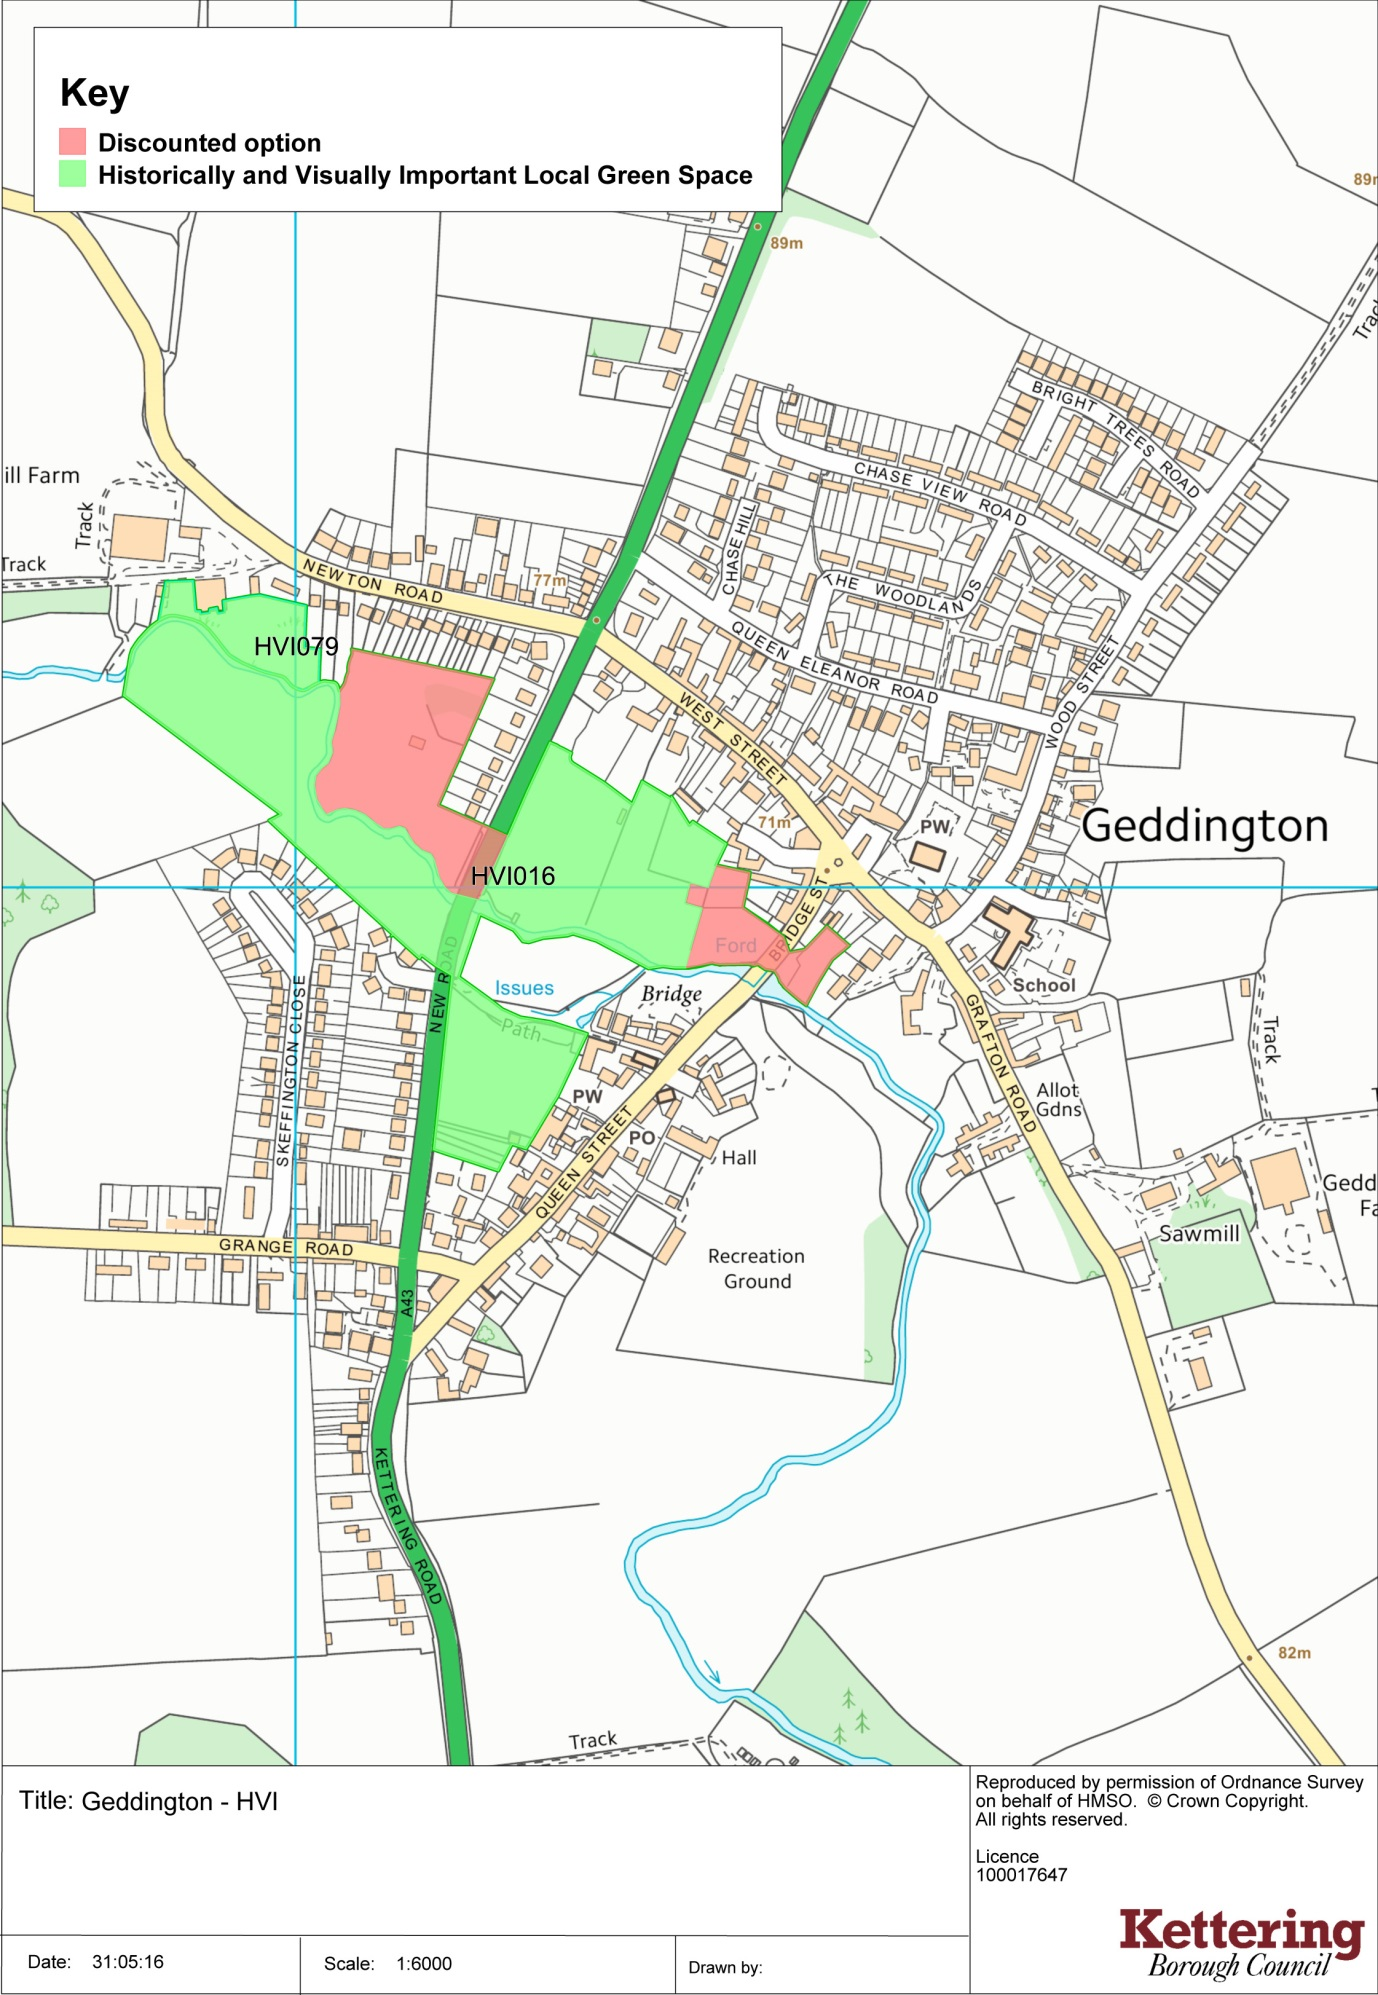 Key
Discounted option
Historically and Visually Important Local Green Space
89m
89m
Track
BRIGHT TREES ROAD
CHASE VIEW ROAD
CHASE HILL
THE WOODLANDS
QUEEN ELEANOR ROAD
WOOD STREET
ill Farm
Track
Track
NEWTON ROAD
77m
HVI079
WEST STREET
71m
PW
Geddington
HVI016
BRIDGE ST
Ford
NEW ROAD
Issues
Bridge
Path
School
SKEFFINGTON CLOSE
GRAFTON ROAD
Track
Allot
Gdns
PW
PO
QUEEN STREET
Hall
Gedd
Fa
Sawmill
GRANGE ROAD
Recreation
Ground
A43
KETTERING ROAD
82m
Track
Title: Geddington - HVI
Reproduced by permission of Ordnance Survey
on behalf of HMSO. © Crown Copyright.
All rights reserved.
Licence
100017647
Kettering
Borough Council
Date: 31:05:16
Scale: 1:6000
Drawn by: